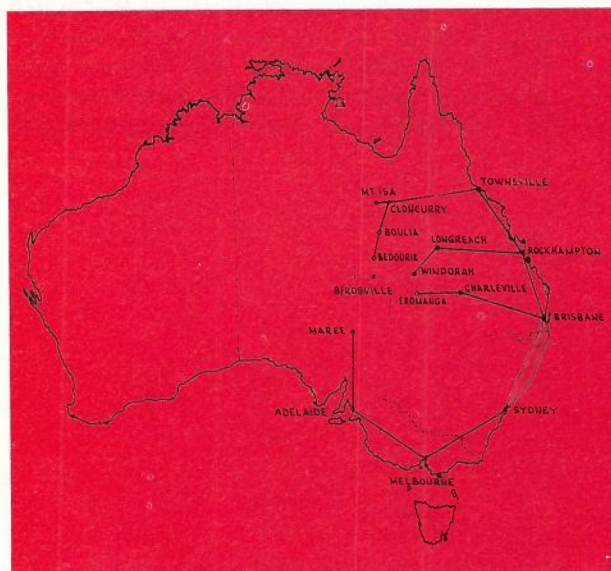 TOWNSVILLE
MT ISA
CLONCURRY
BOULIA
LONGREACH
ROCKHAMPTON
BEDOURIE
WINDORAH
BIRDSVILLE
CHARLEVILLE
EROMANGA
BRISBANE
MAREE
ADELAIDE
SYDNEY
MELBOURNE